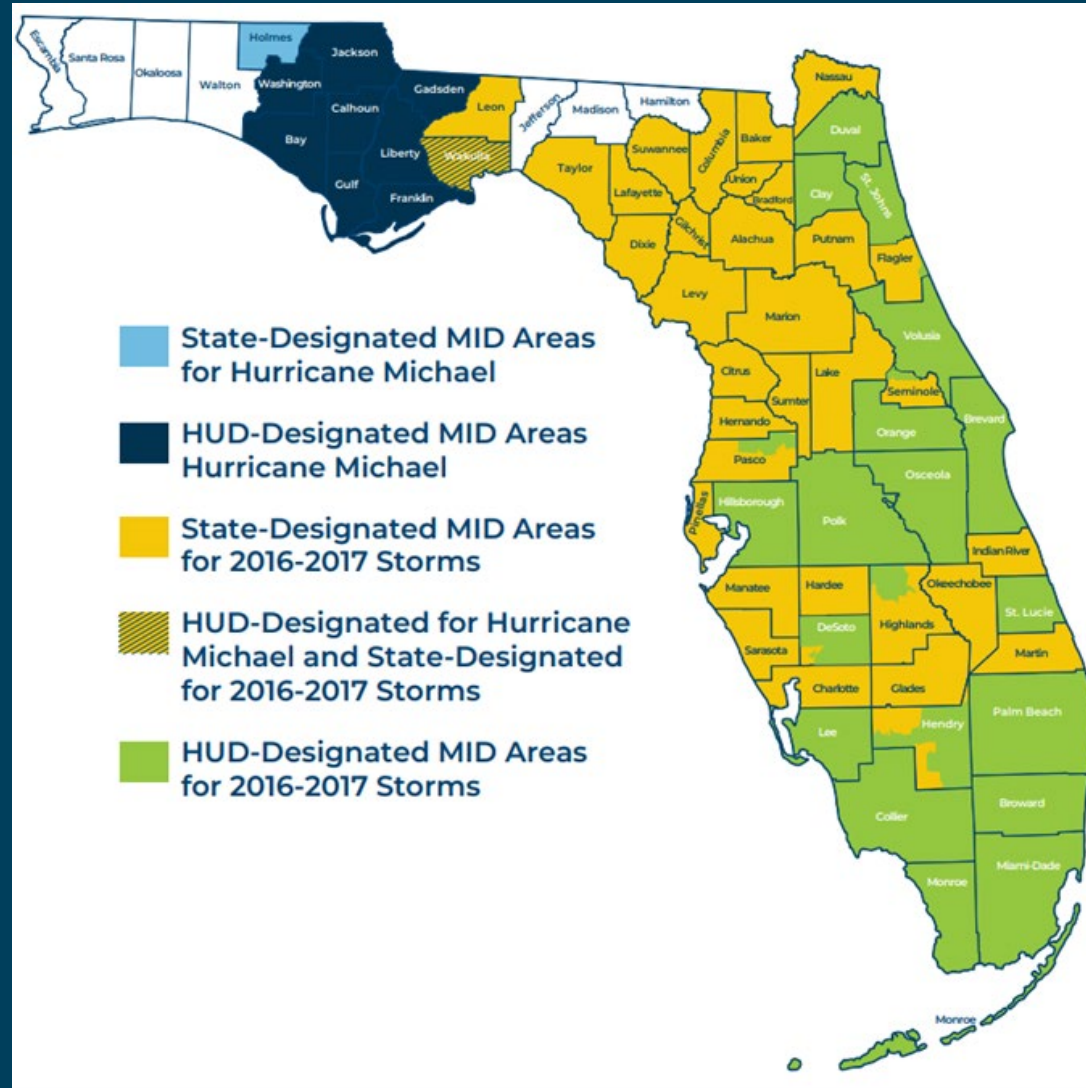 Escambia
Santa Rosa
Okaloosa
Walton
Holmes
Washington
Jackson
Bay
Calhoun
Gulf
Gadsden
Liberty
Franklin
Leon
Wakulla
Jefferson
Madison
Hamilton
Taylor
Suwannee
Lafayette
Columbia
Baker
Union
Bradford
Nassau
Duval
Clay
St. Johns
Dixie
Gilchrist
Alachua
Putnam
Flagler
Levy
Marion
Volusia
Citrus
Sumter
Lake
Seminole
Hernando
Orange
Brevard
Pasco
Osceola
Pinellas
Hillsborough
Polk
Indian River
Manatee
Hardee
Okeechobee
St. Lucie
Highlands
DeSoto
Sarasota
Martin
Charlotte
Glades
Palm Beach
Lee
Hendry
Broward
Collier
Miami-Dade
Monroe
Monroe
State-Designated MID Areas
for Hurricane Michael
HUD-Designated MID Areas
Hurricane Michael
State-Designated MID Areas
for 2016-2017 Storms
HUD-Designated for Hurricane
Michael and State-Designated
for 2016-2017 Storms
HUD-Designated MID Areas
for 2016-2017 Storms